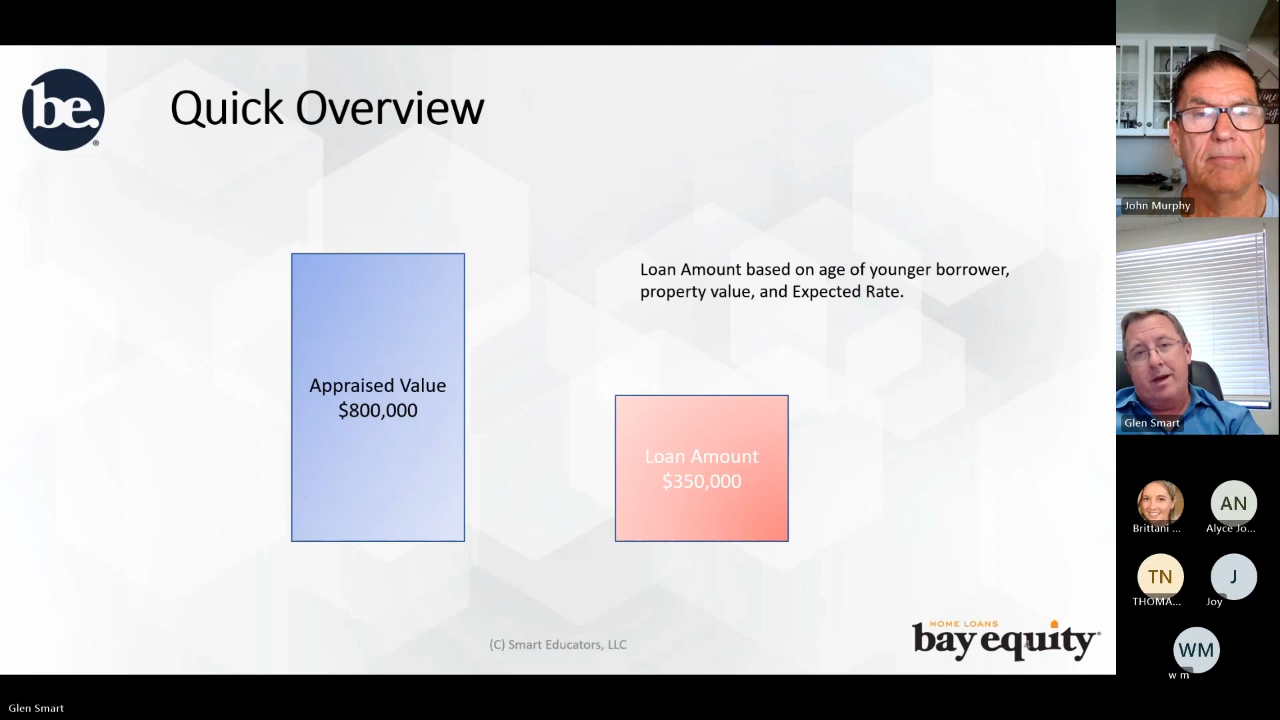 be.
®
Quick Overview
Loan Amount based on age of younger borrower,
property value, and Expected Rate.
Appraised Value
$800,000
Loan Amount
$350,000
(C) Smart Educators, LLC
HOME LOANS
bay equity
John Murphy
Glen Smart
Brittani ...
AN
Alyce Jo...
TN
THOMA...
J
Joy
WM
w m
Glen Smart